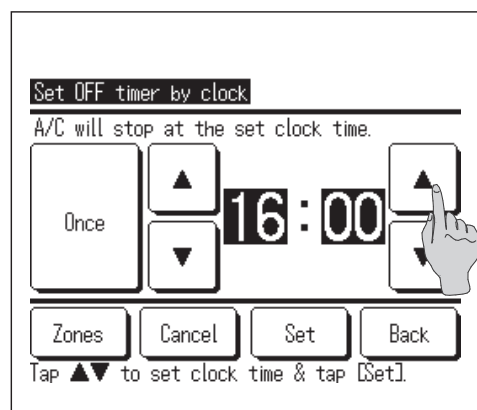 Set OFF timer by clock
A/C will stop at the set clock time.
▲ ▲
Once 16:00
▼ ▼
Zones Cancel Set Back
Tap ▲▼ to set clock time & tap [Set].